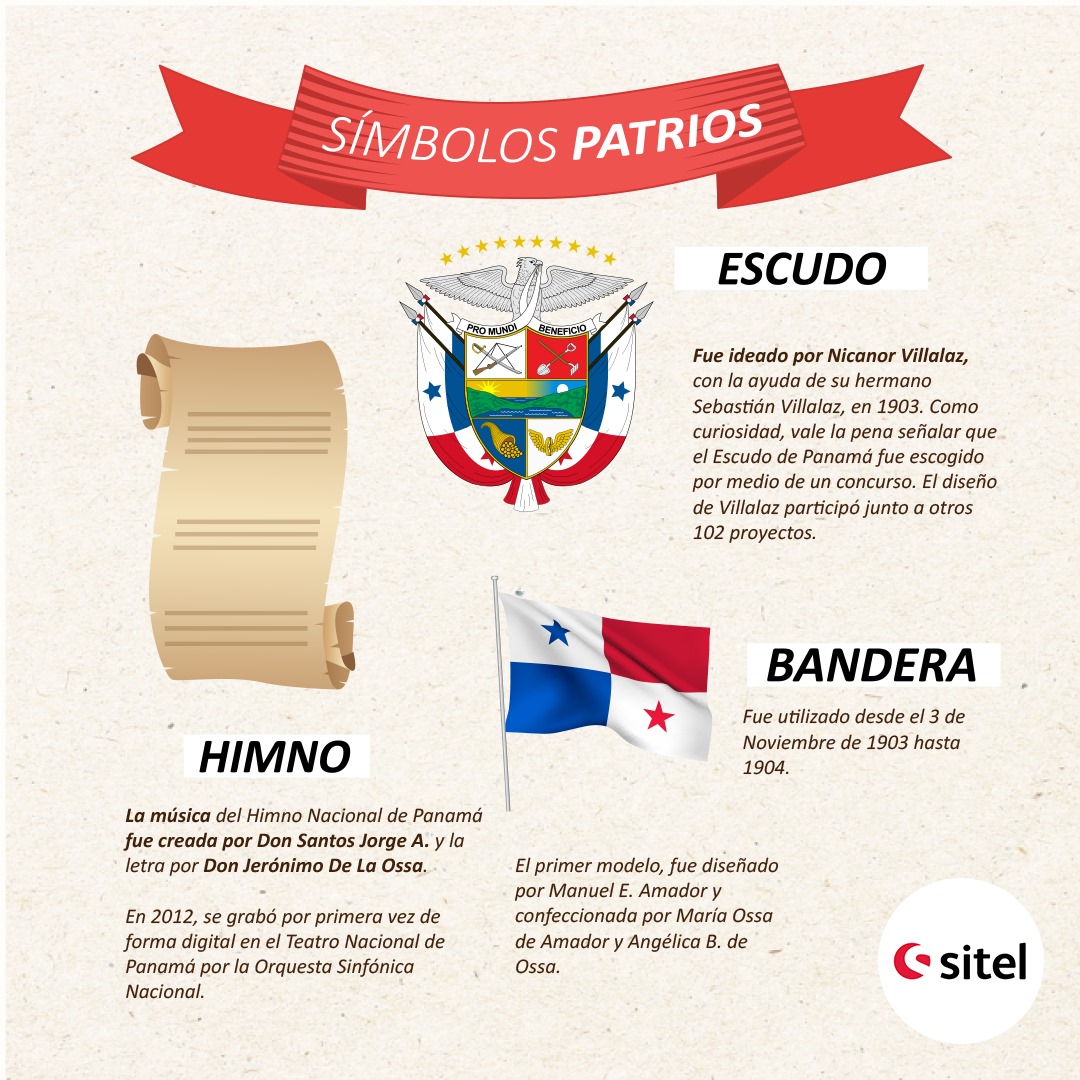 SÍMBOLOS PATRIOS
PRO MUNDI BENEFICIO
ESCUDO
Fue ideado por Nicanor Villalaz,
con la ayuda de su hermano
Sebastián Villalaz, en 1903. Como
curiosidad, vale la pena señalar que
el Escudo de Panamá fue escogido
por medio de un concurso. El diseño
de Villalaz participó junto a otros
102 proyectos.
BANDERA
Fue utilizado desde el 3 de
Noviembre de 1903 hasta
1904.
El primer modelo, fue diseñado
por Manuel E. Amador y
confeccionada por María Ossa
de Amador y Angélica B. de
Ossa.
HIMNO
La música del Himno Nacional de Panamá
fue creada por Don Santos Jorge A. y la
letra por Don Jerónimo De La Ossa.
En 2012, se grabó por primera vez de
forma digital en el Teatro Nacional de
Panamá por la Orquesta Sinfónica
Nacional.
sitel